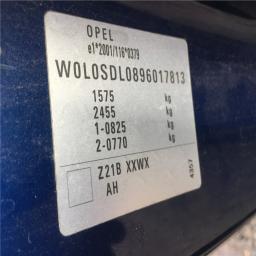 OPEL
e1*2001/116*0379
W0L0SDL0896017813
1575 kg
2455 kg
1-0825 kg
2-0770 kg
Z21B XXWX
AH
4357